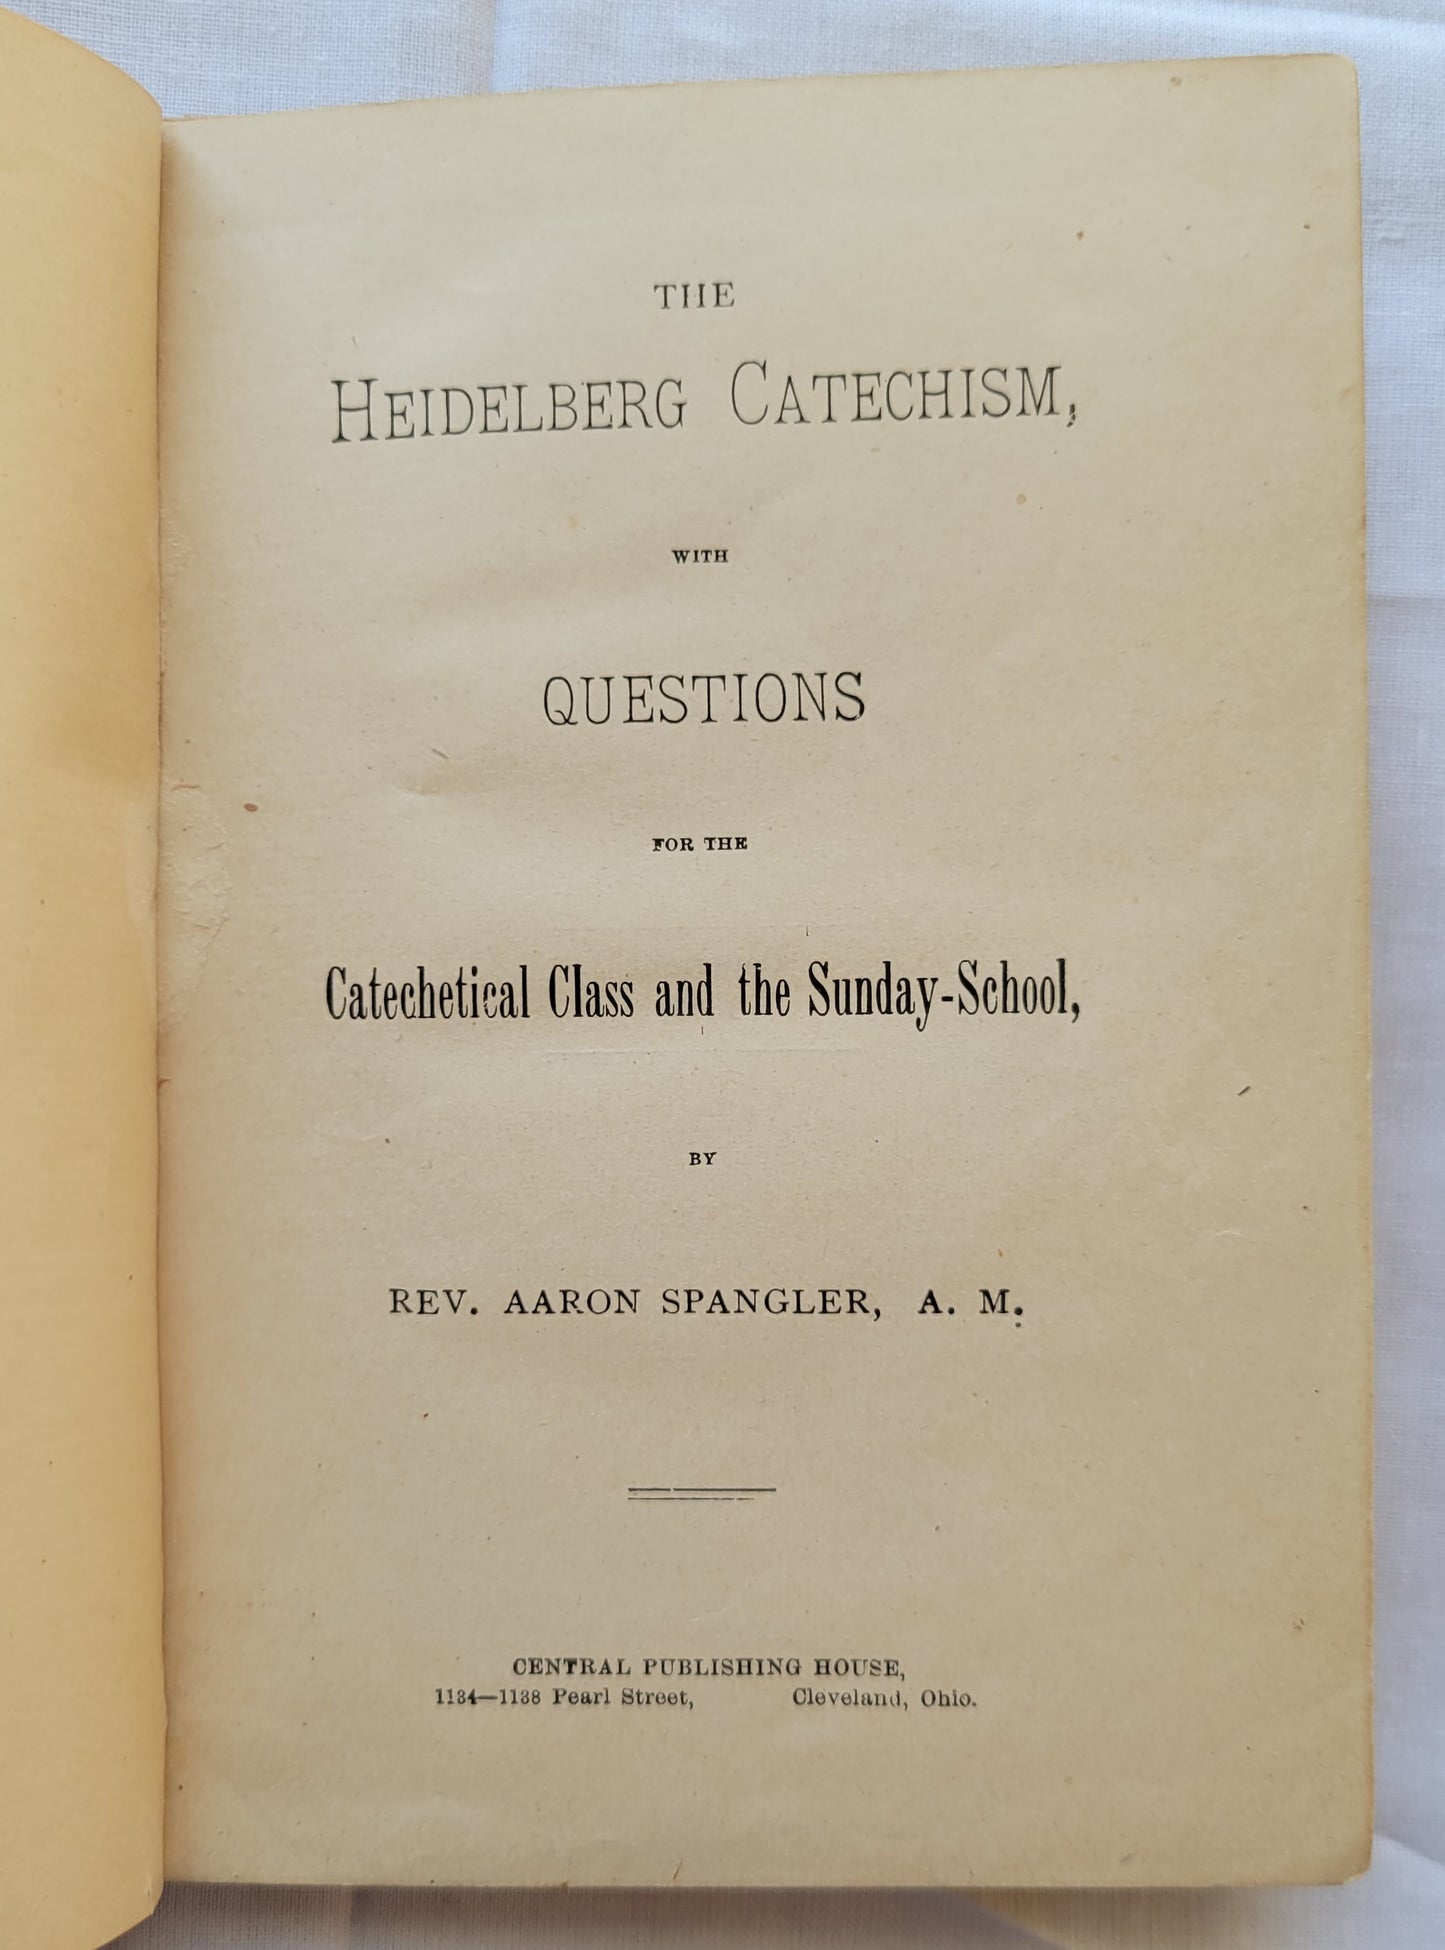 THE
HEIDELBERG CATECHISM,
WITH
QUESTIONS
FOR THE
Catechetical Class and the Sunday-School,
BY
REV. AARON SPANGLER, A. M.
CENTRAL PUBLISHING HOUSE,
1134—1138 Pearl Street, Cleveland, Ohio.